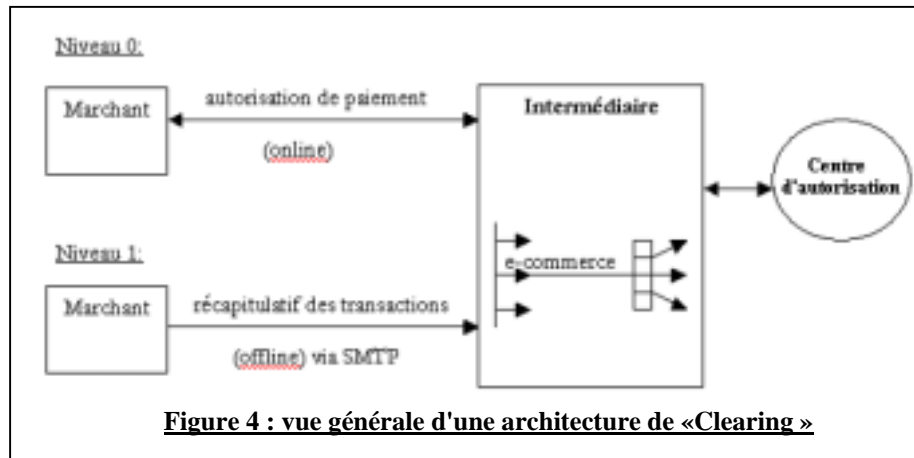 Niveau 0:
Marchant
autorisation de paiement
(online)
Intermédiaire
Centre
d'autorisation
Niveau 1:
Marchant
récapitulatif des transactions
(offline) via SMTP
e-commerce
Figure 4 : vue générale d'une architecture de «Clearing »